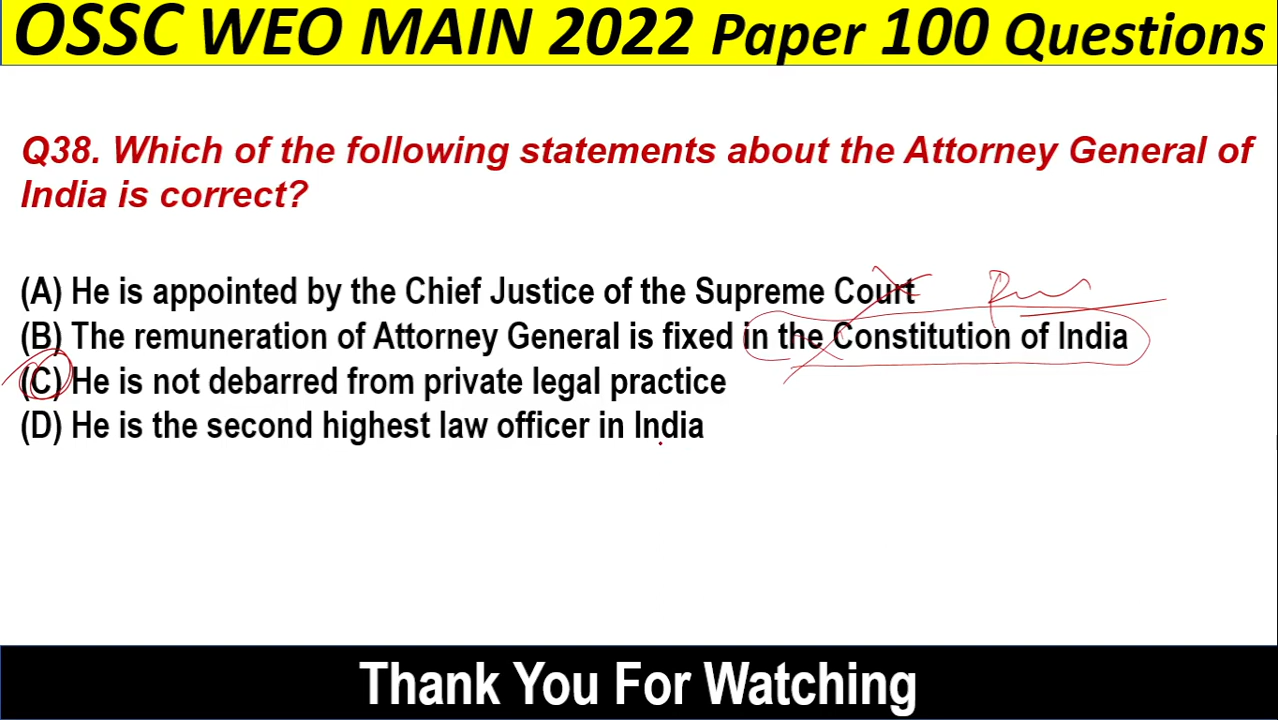 OSSC WEO MAIN 2022 Paper 100 Questions
Q38. Which of the following statements about the Attorney General of
India is correct?
(A) He is appointed by the Chief Justice of the Supreme Court
(B) The remuneration of Attorney General is fixed in the Constitution of India
(C) He is not debarred from private legal practice
(D) He is the second highest law officer in India
Thank You For Watching